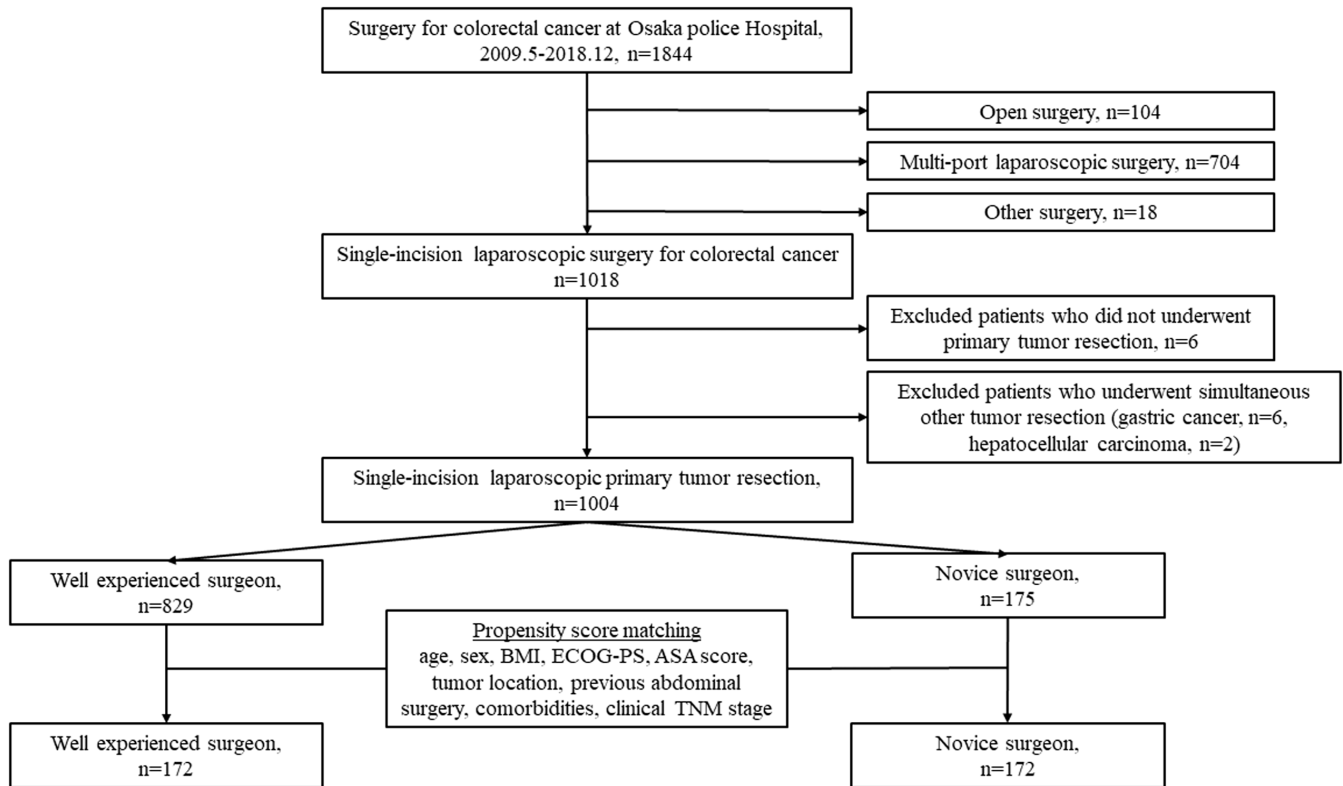 Surgery for colorectal cancer at Osaka police Hospital,
2009.5-2018.12, n=1844
Open surgery, n=104
Multi-port laparoscopic surgery, n=704
Other surgery, n=18
Single-incision laparoscopic surgery for colorectal cancer
n=1018
Excluded patients who did not underwent
primary tumor resection, n=6
Excluded patients who underwent simultaneous
other tumor resection (gastric cancer, n=6,
hepatocellular carcinoma, n=2)
Single-incision laparoscopic primary tumor resection,
n=1004
Well experienced surgeon,
n=829
Novice surgeon,
n=175
Propensity score matching
age, sex, BMI, ECOG-PS, ASA score,
tumor location, previous abdominal
surgery, comorbidities, clinical TNM stage
Well experienced surgeon,
n=172
Novice surgeon,
n=172